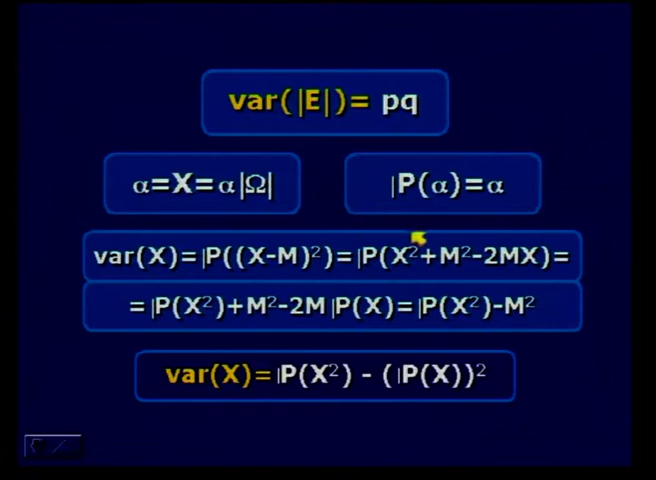 var(|E|)= pq
α=X=α|Ω|
|P(α)=α
var(X)=|P((X-M)²)=|P(X²+M²-2MX)=
=|P(X²)+M²-2M|P(X)=|P(X²)-M²
var(X)=|P(X²) - (|P(X))²